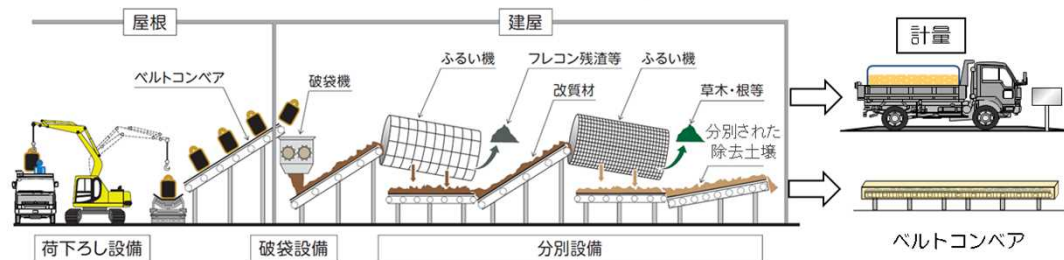 屋根
建屋
計量
ベルトコンベア
破袋機
ふるい機
フレコン残渣等
改質材
ふるい機
草木・根等
分別された
除去土壌
荷下ろし設備
破袋設備
分別設備
ベルトコンベア